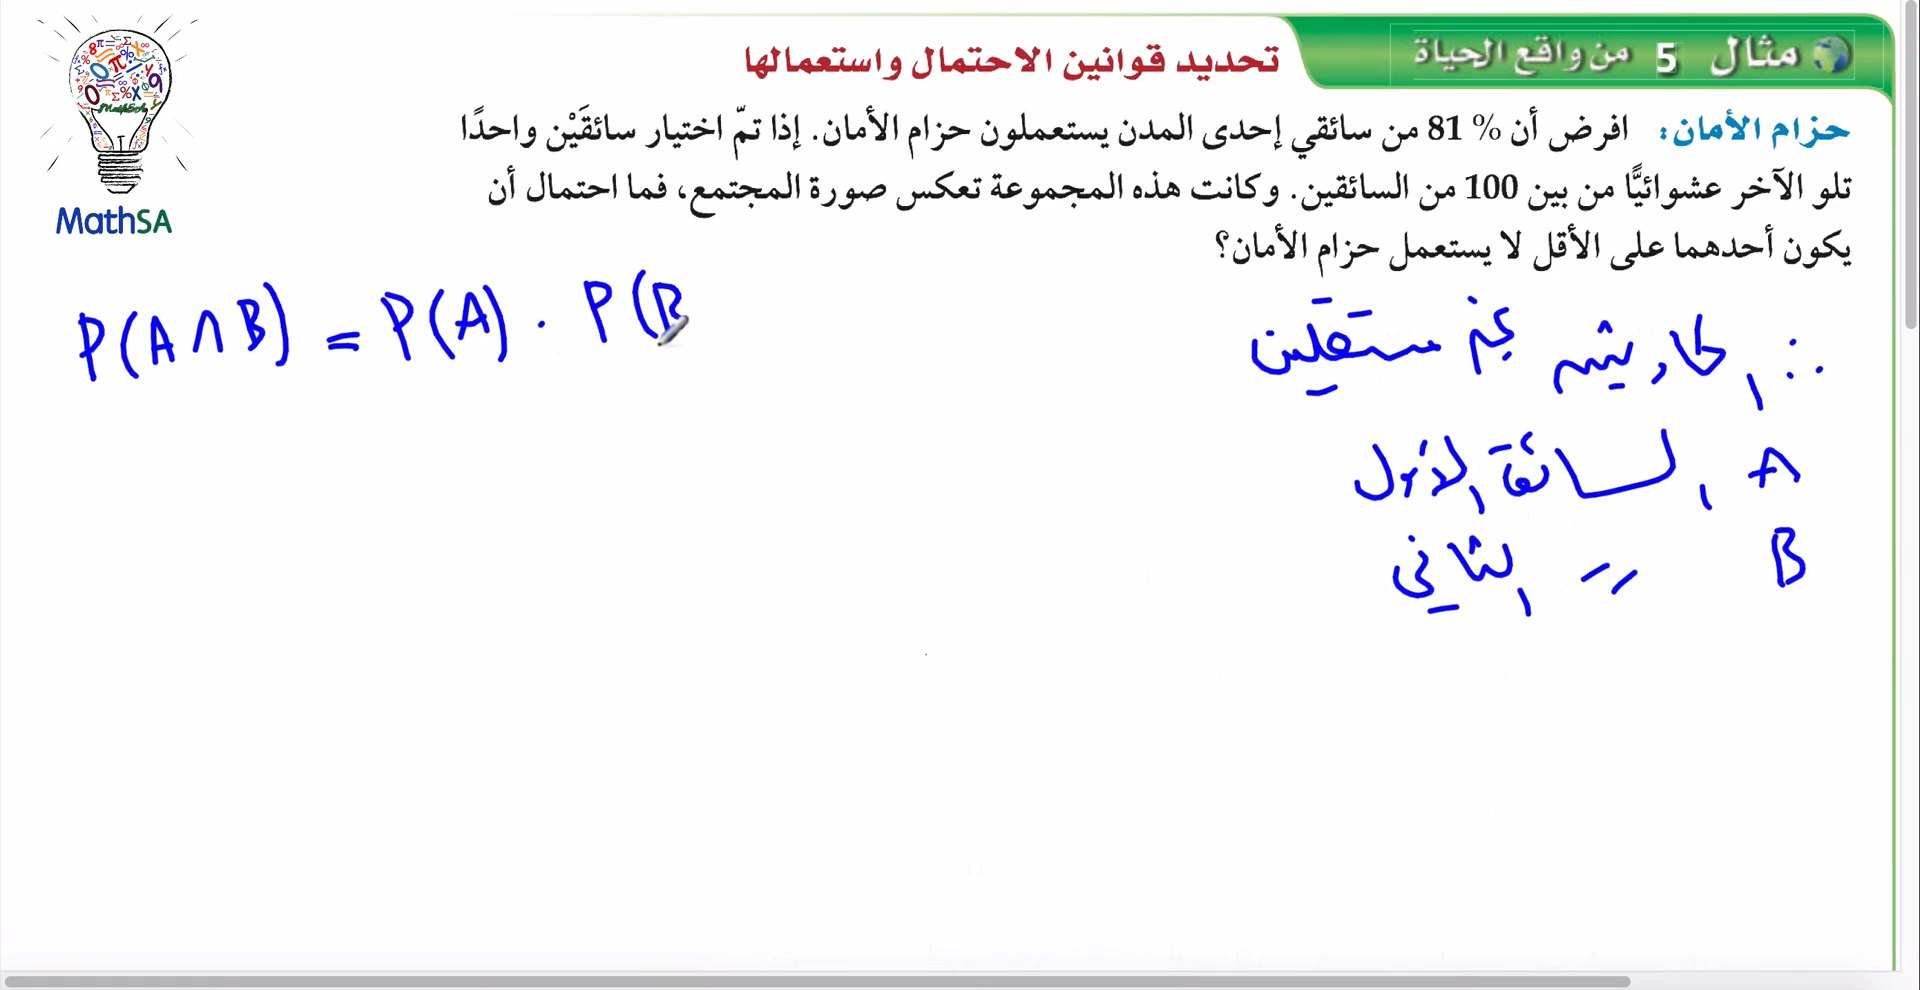 مثال 5 من واقع الحياة
تحديد قوانين الاحتمال واستعمالها
حزام الأمان: افرض أن % 81 من سائقي إحدى المدن يستعملون حزام الأمان. إذا تمّ اختيار سائقَيْن واحدًا
تلو الآخر عشوائيًّا من بين 100 من السائقين. وكانت هذه المجموعة تعكس صورة المجتمع، فما احتمال أن
يكون أحدهما على الأقل لا يستعمل حزام الأمان؟
MathSA
P(A ∩ B) = P(A) . P(B
∴ الحادثتين غير مستقلين
A السائق الأول
B 〃 الثاني